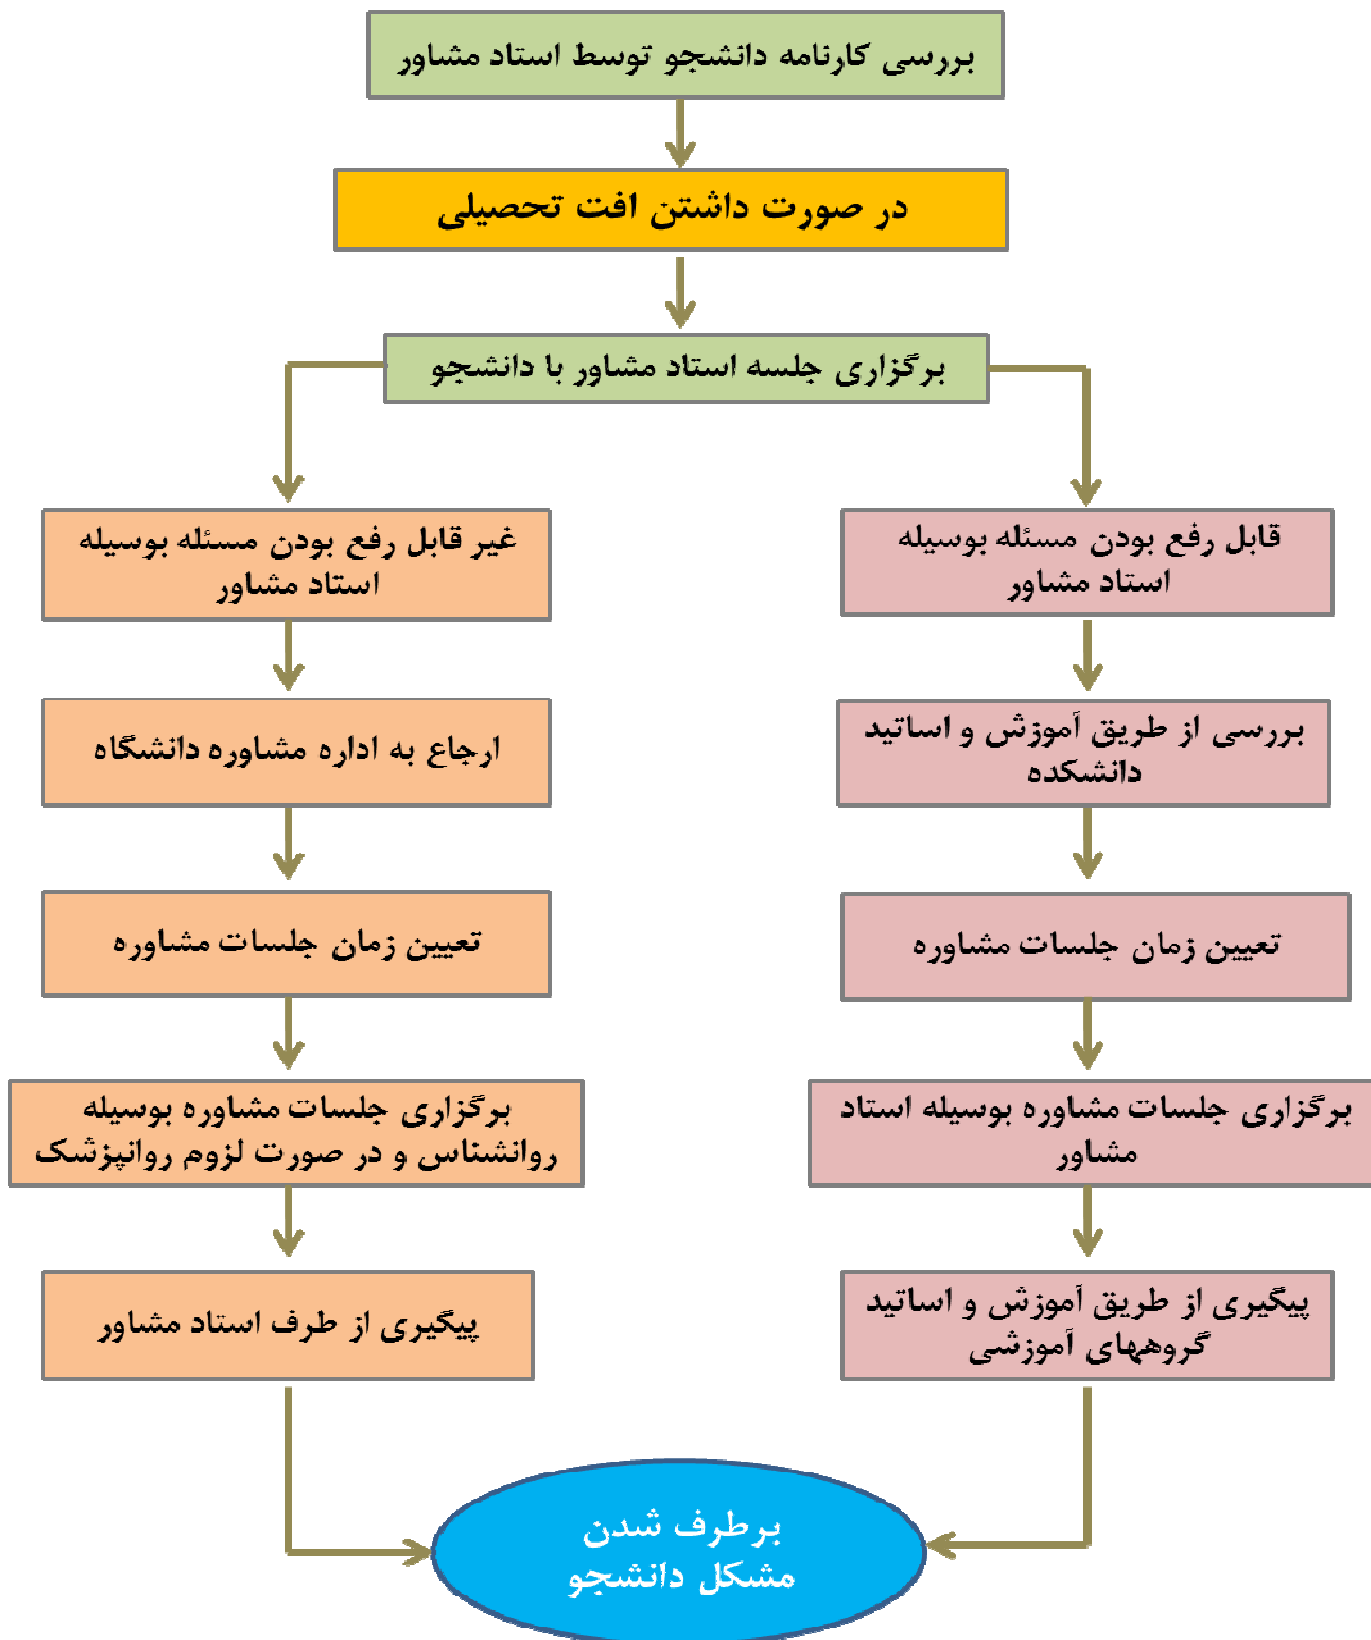 بررسی کارنامه دانشجو توسط استاد مشاور
در صورت داشتن افت تحصیلی
برگزاری جلسه استاد مشاور با دانشجو
قابل رفع بودن مسئله بوسیله
استاد مشاور
بررسی از طریق آموزش و اساتید
دانشکده
تعیین زمان جلسات مشاوره
برگزاری جلسات مشاوره بوسیله استاد
مشاور
پیگیری از طریق آموزش و اساتید
گروههای آموزشی
غیر قابل رفع بودن مسئله بوسیله
استاد مشاور
ارجاع به اداره مشاوره دانشگاه
تعیین زمان جلسات مشاوره
برگزاری جلسات مشاوره بوسیله
روانشناس و در صورت لزوم روانپزشک
پیگیری از طرف استاد مشاور
برطرف شدن
مشکل دانشجو